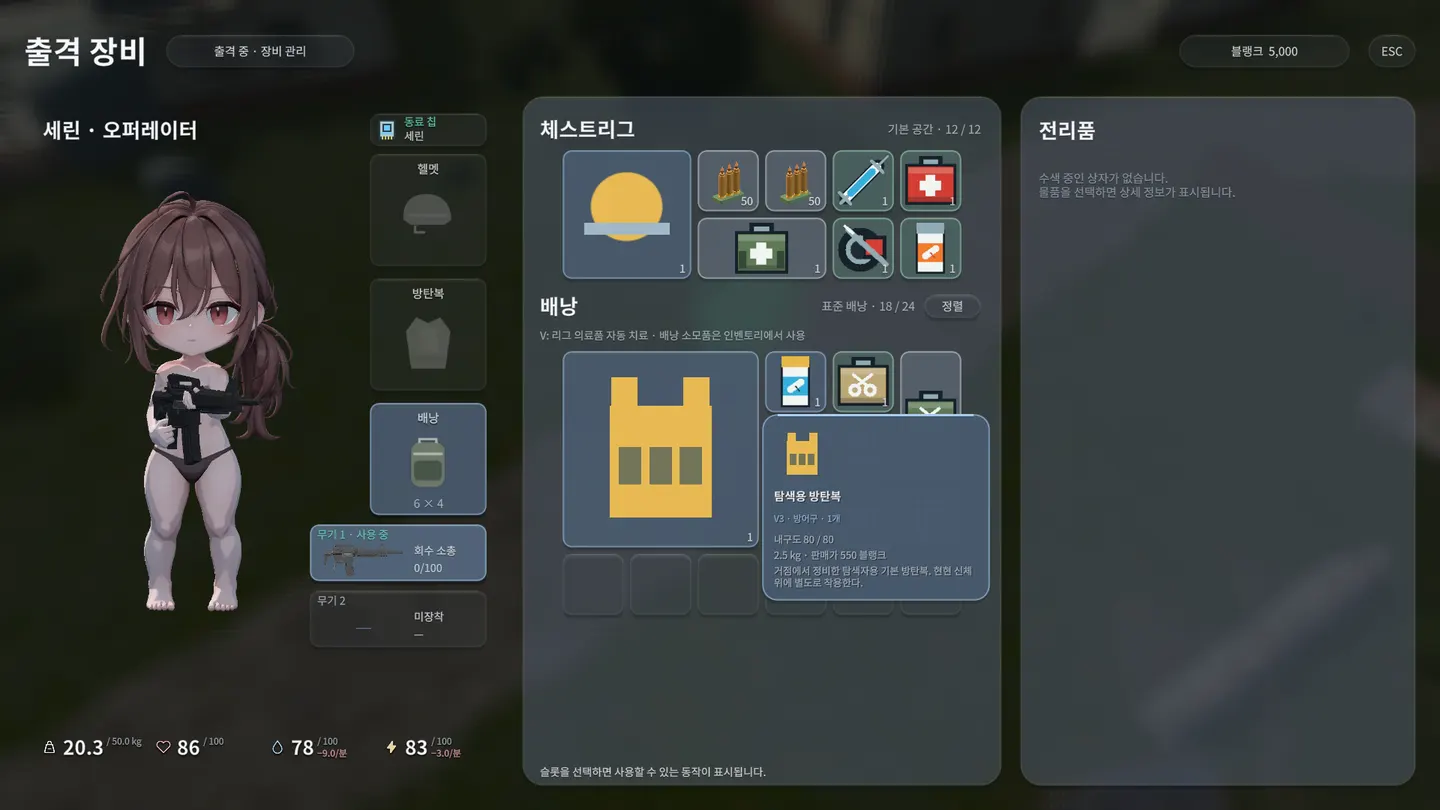 출격 장비
출격 중 · 장비 관리
블랭크 5,000
ESC
세린 · 오퍼레이터
동료 칩
세린
헬멧
방탄복
배낭
6 × 4
무기 1 · 사용 중
회수 소총
0/100
무기 2
미장착
—
—
체스트리그
기본 공간 · 12 / 12
50
50
1
1
1
1
1
1
배낭
표준 배낭 · 18 / 24
정렬
V: 리그 의료품 자동 치료 · 배낭 소모품은 인벤토리에서 사용
1
1
1
탐색용 방탄복
V3 · 방어구 · 1개
내구도 80 / 80
2.5 kg · 판매가 550 블랭크
거점에서 정비한 탐색자용 기본 방탄복. 현현 신체
위에 별도로 착용한다.
슬롯을 선택하면 사용할 수 있는 동작이 표시됩니다.
전리품
수색 중인 상자가 없습니다.
물품을 선택하면 상세 정보가 표시됩니다.
20.3 / 50.0 kg
86 / 100
78 / 100
−9.0/분
83 / 100
−3.0/분